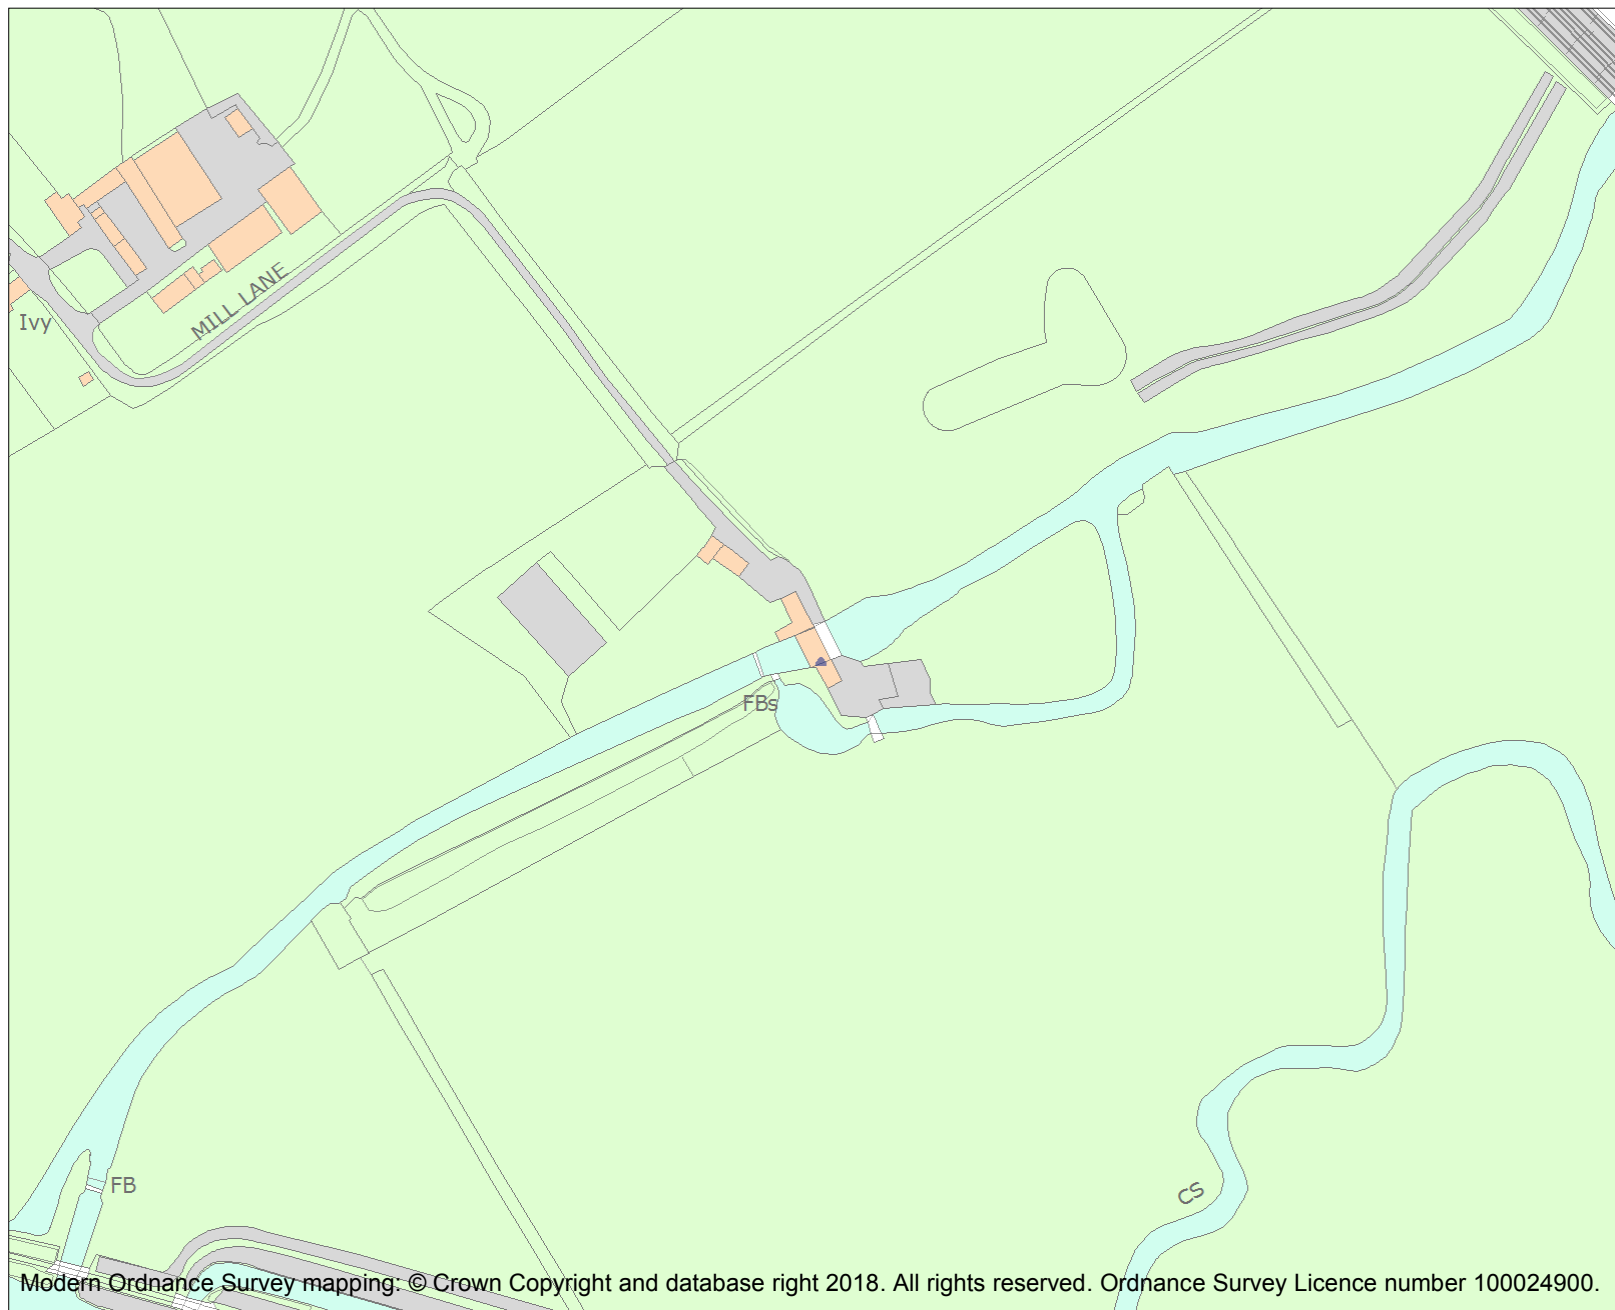 Ivy
MILL LANE
FBs
FB
CS
Modern Ordnance Survey mapping: © Crown Copyright and database right 2018. All rights reserved. Ordnance Survey Licence number 100024900.